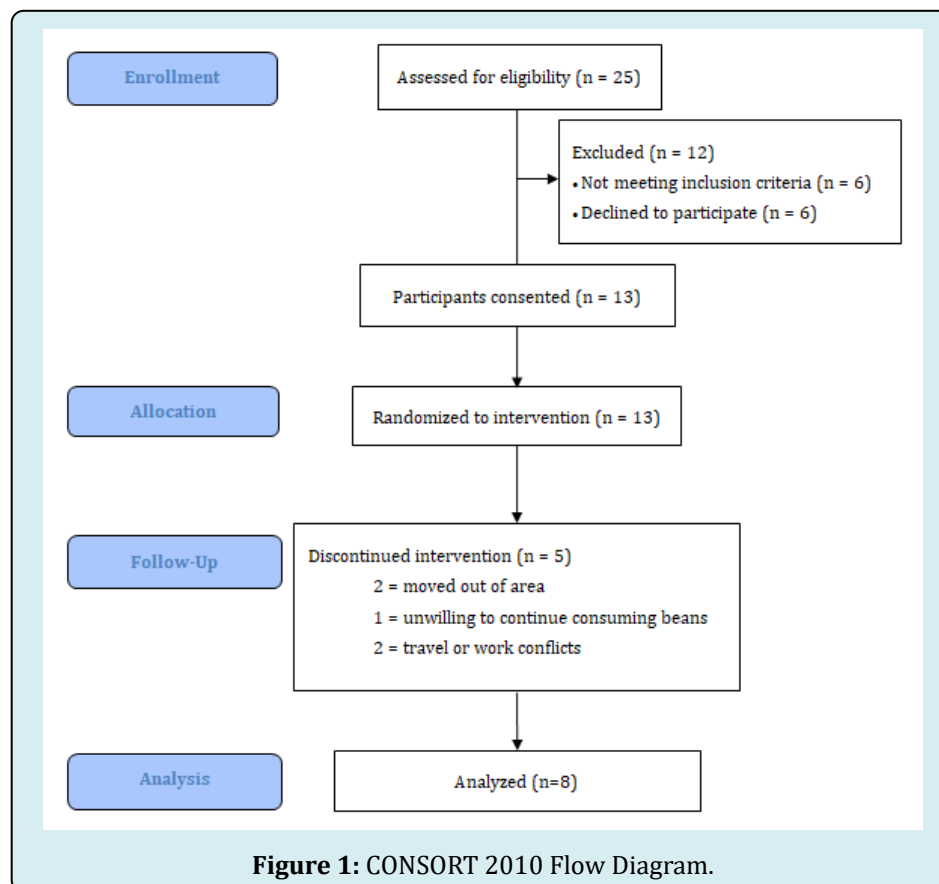 Enrollment
Assessed for eligibility (n = 25)
Excluded (n = 12)
• Not meeting inclusion criteria (n = 6)
• Declined to participate (n = 6)
Participants consented (n = 13)
Allocation
Randomized to intervention (n = 13)
Follow-Up
Discontinued intervention (n = 5)
2 = moved out of area
1 = unwilling to continue consuming beans
2 = travel or work conflicts
Analysis
Analyzed (n=8)
Figure 1: CONSORT 2010 Flow Diagram.